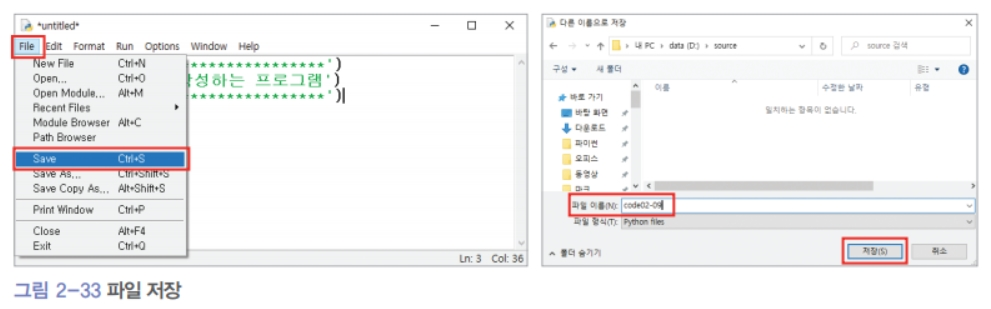 *untitled*
File Edit Format Run Options Window Help
New File Ctrl+N
Open... Ctrl+O
Open Module... Alt+M
Recent Files
Module Browser Alt+C
Path Browser
Save Ctrl+S
Save As... Ctrl+Shift+S
Save Copy As... Alt+Shift+S
Print Window Ctrl+P
Close Alt+F4
Exit Ctrl+Q
****************')
작성하는 프로그램')
****************')
Ln: 3 Col: 36
다른 이름으로 저장
내 PC > data (D:) > source
source 검색
구성 새 폴더
이름 수정한 날짜 유형
일치하는 항목이 없습니다.
바로 가기
바탕 화면
다운로드
파이썬
오피스
동영상
파일 이름(N): code02-09
파일 형식(T): Python files
폴더 숨기기
저장(S) 취소
그림 2-33 파일 저장